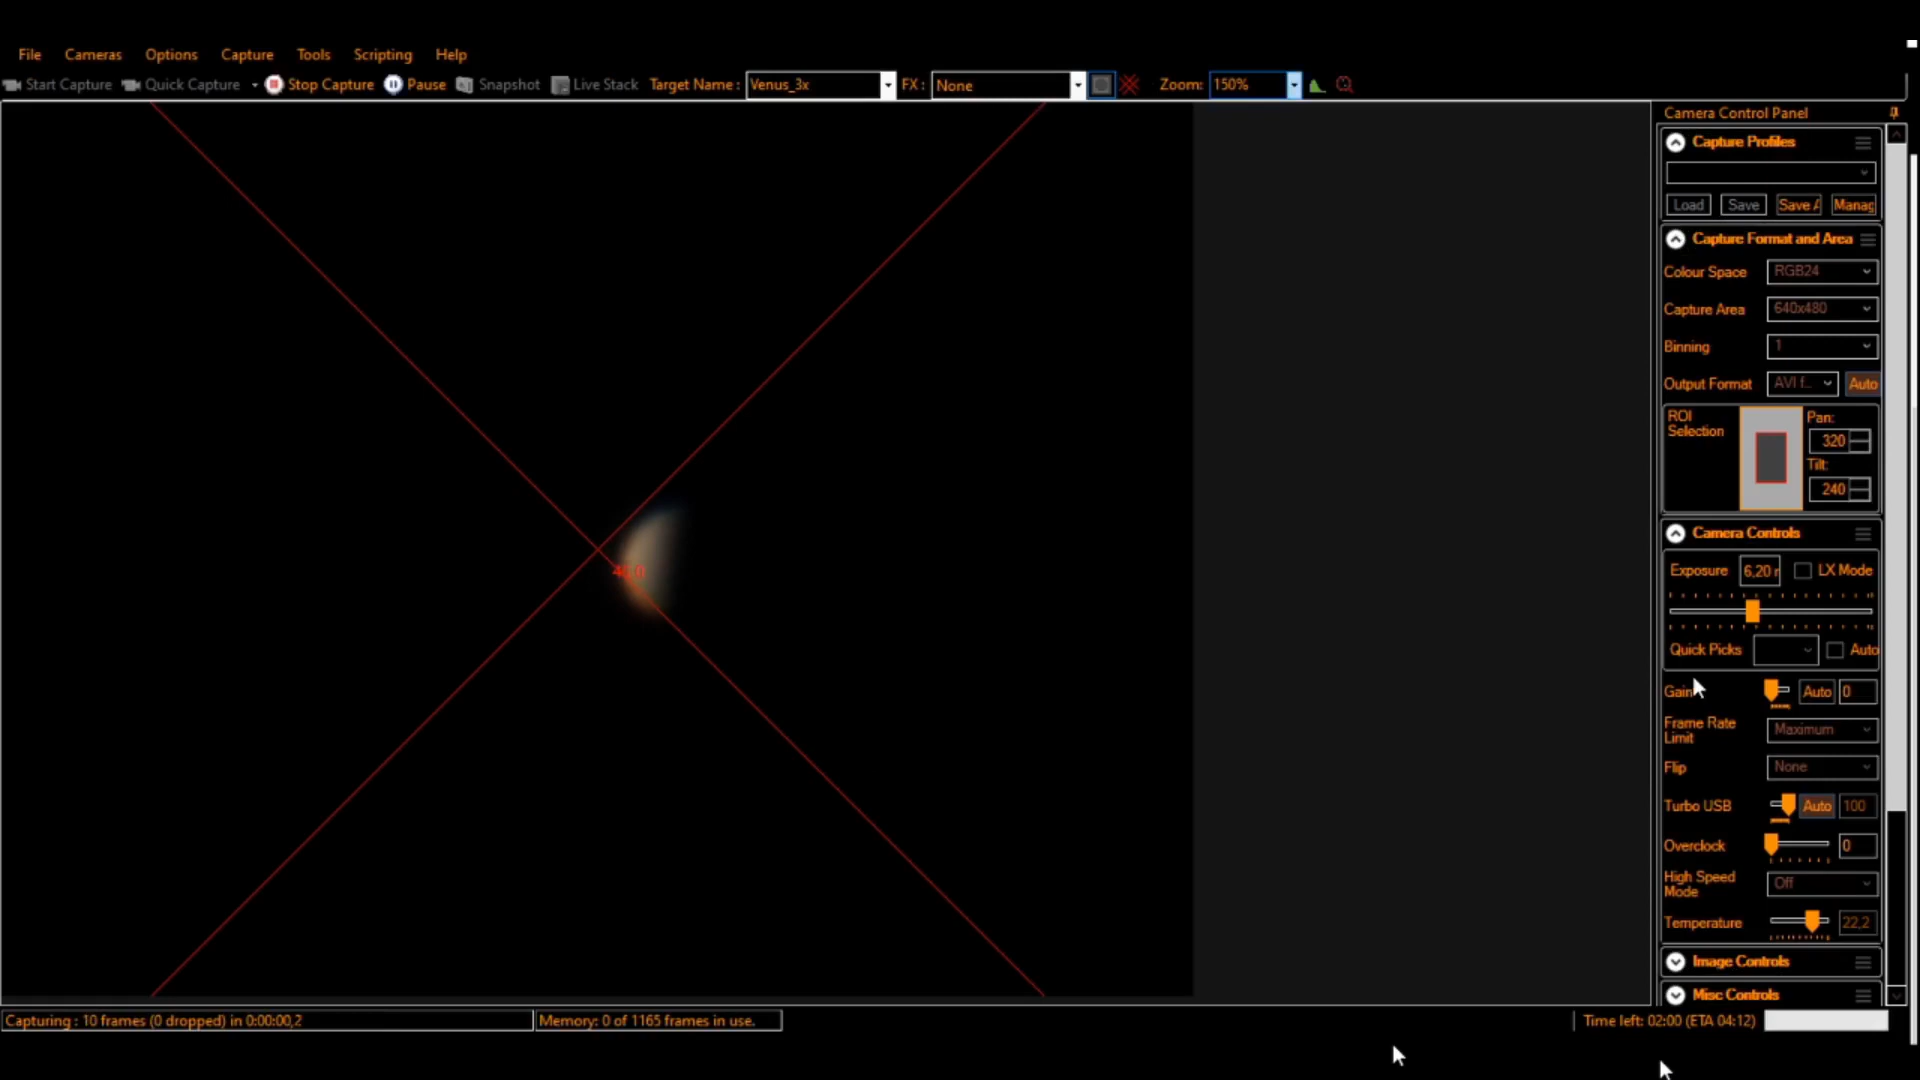 File Cameras Options Capture Tools Scripting Help
Start Capture Quick Capture Stop Capture Pause Snapshot Live Stack Target Name : Venus_3x FX : None Zoom: 150%
Camera Control Panel
Capture Profiles
Load Save Save A Manag
Capture Format and Area
Colour Space RGB24
Capture Area 640x480
Binning 1
Output Format AVI f... Auto
ROI
Selection
Pan:
320
Tilt:
240
Camera Controls
Exposure 6,20 LX Mode
Quick Picks Auto
Gain Auto 0
Frame Rate
Limit
Maximum
Flip None
Turbo USB Auto 100
Overclock 0
High Speed
Mode
Off
Temperature 22,2
Image Controls
Misc Controls
Capturing : 10 frames (0 dropped) in 0:00:00,2 Memory: 0 of 1165 frames in use. Time left: 02:00 (ETA 04:12)